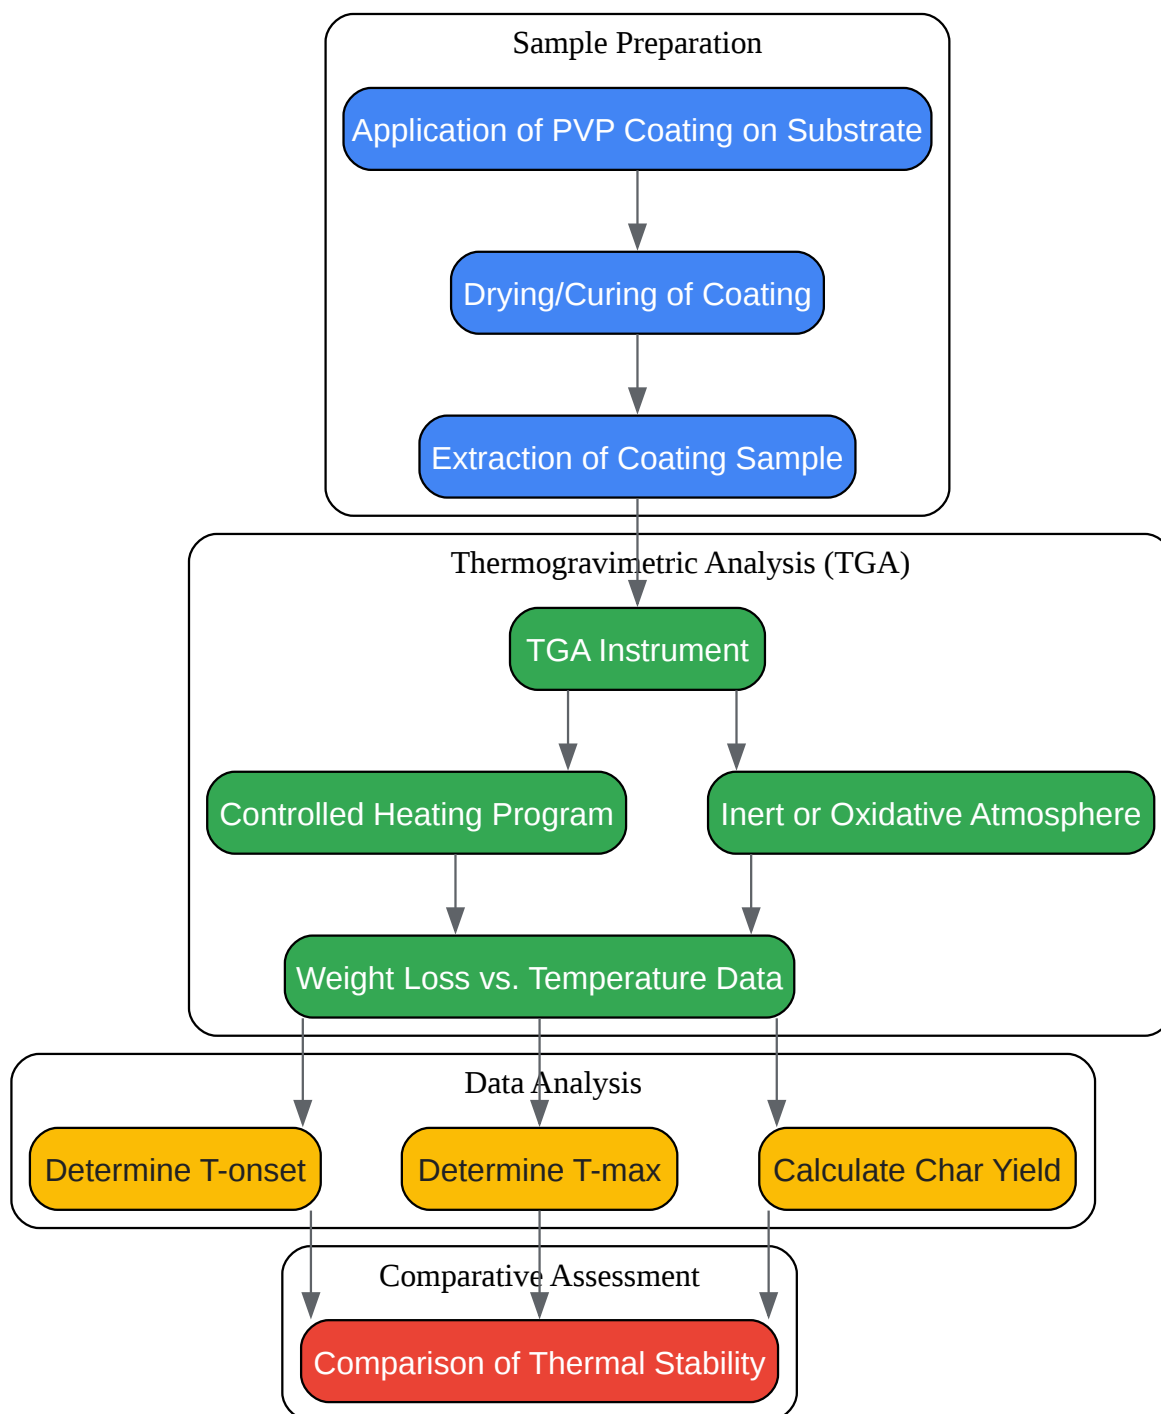 Sample Preparation
Application of PVP Coating on Substrate
Drying/Curing of Coating
Extraction of Coating Sample
Thermogravimetric Analysis (TGA)
TGA Instrument
Controlled Heating Program
Inert or Oxidative Atmosphere
Weight Loss vs. Temperature Data
Data Analysis
Determine T-onset
Determine T-max
Calculate Char Yield
Comparative Assessment
Comparison of Thermal Stability